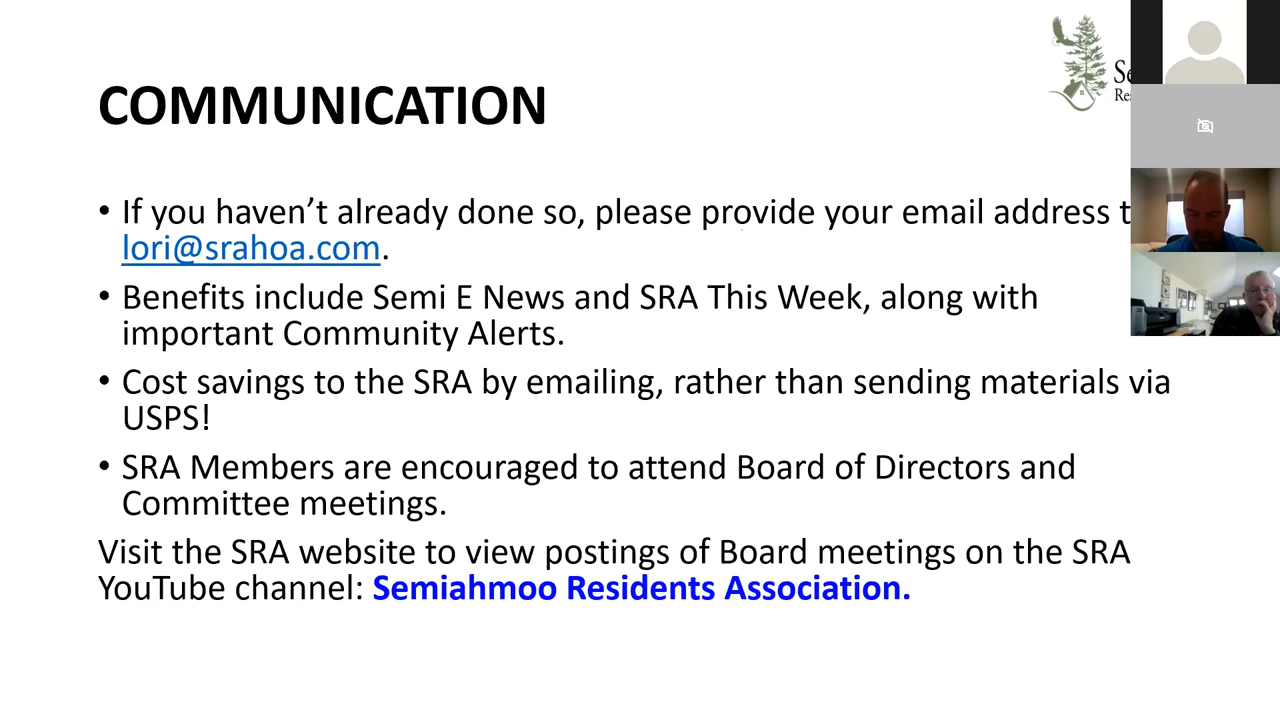 COMMUNICATION
• If you haven’t already done so, please provide your email address
lori@srahoa.com.
• Benefits include Semi E News and SRA This Week, along with
important Community Alerts.
• Cost savings to the SRA by emailing, rather than sending materials via
USPS!
• SRA Members are encouraged to attend Board of Directors and
Committee meetings.
Visit the SRA website to view postings of Board meetings on the SRA
YouTube channel: Semiahmoo Residents Association.